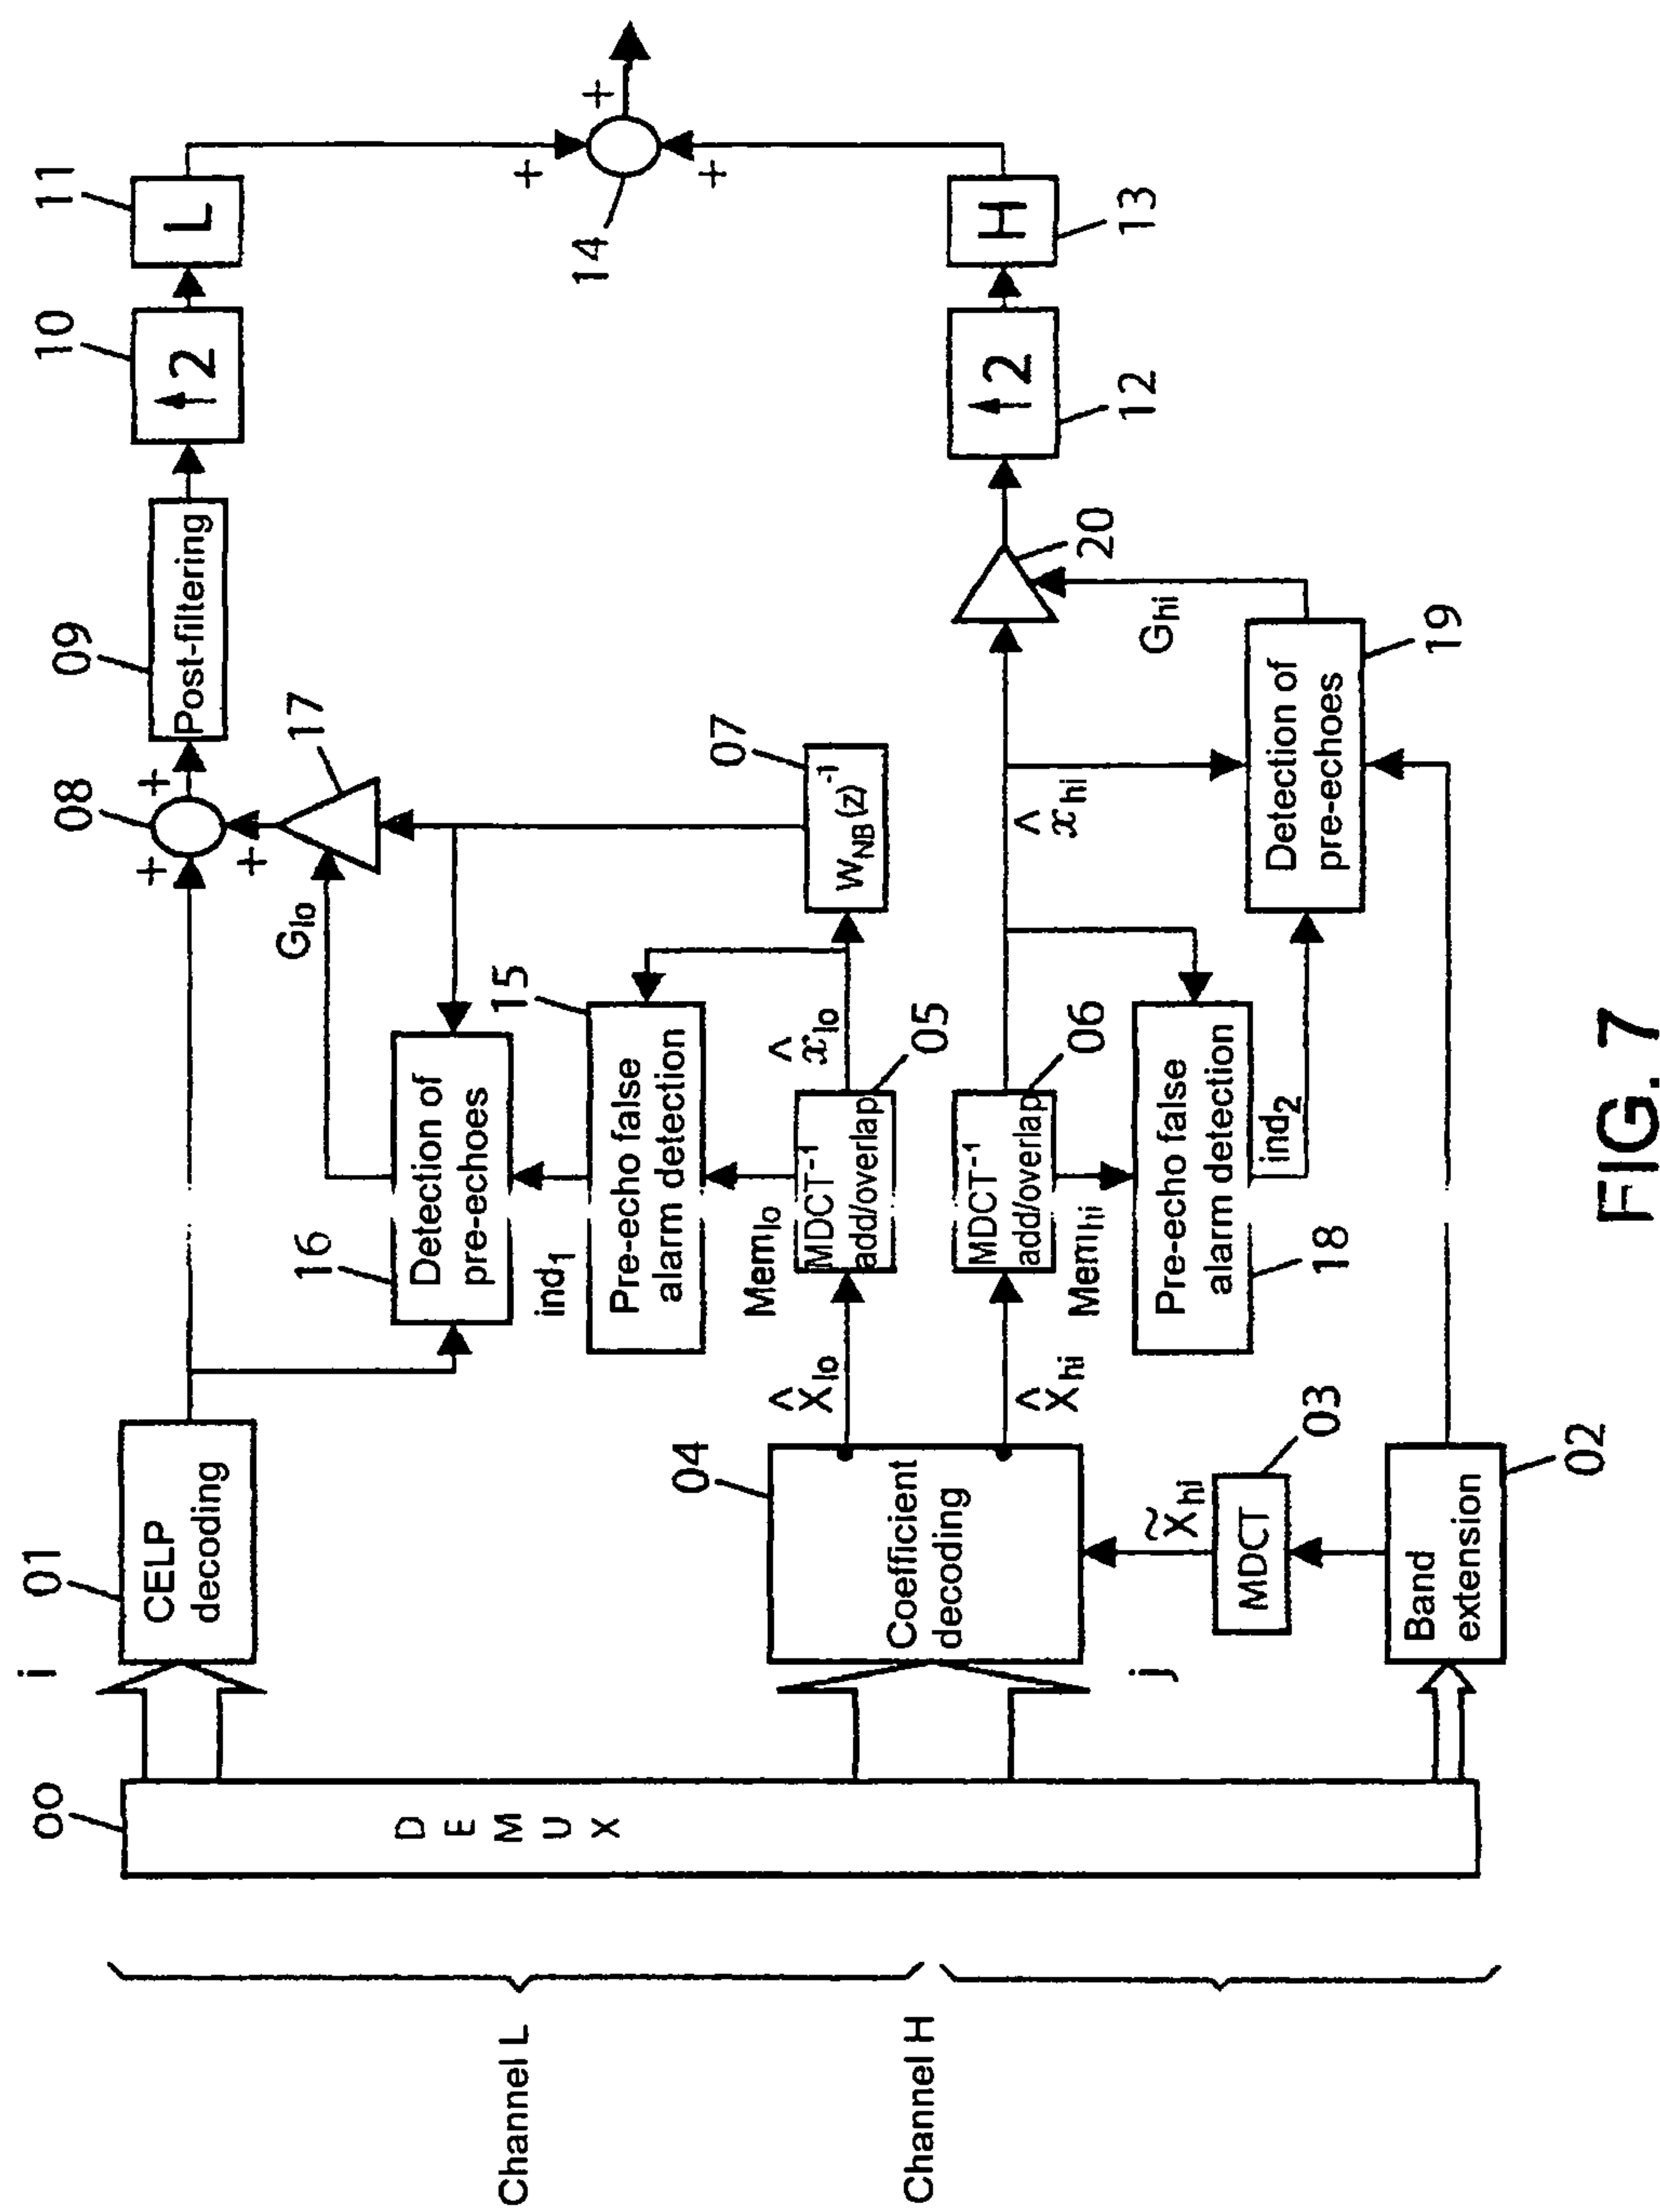 Channel L
Channel H
00
D
E
M
U
X
i
01
CELP
decoding
04
Coefficient
decoding
j
02
Band
extension
03
MDCT
X̃hi
X̂lo
X̂hi
16
Detection of
pre-echoes
ind1
15
Pre-echo false
alarm detection
Memlo
MDCT-1
add/overlap
05
x̂lo
MDCT-1
add/overlap
06
Memhi
Pre-echo false
alarm detection
18
ind2
Glo
17
08
+
+
+
07
WNB(z)-1
x̂hi
Detection of
pre-echoes
19
Ghi
20
09
Post-filtering
10
↑2
11
L
12
↑2
13
H
14
+
+
+
FIG. 7